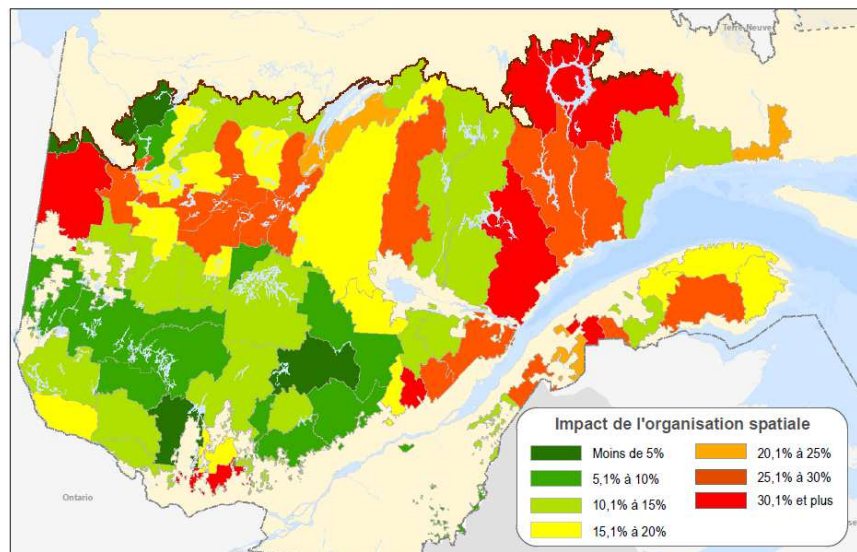 Terre-Neuve
Ontario
Impact de l'organisation spatiale
Moins de 5%
5,1% à 10%
10,1% à 15%
15,1% à 20%
20,1% à 25%
25,1% à 30%
30,1% et plus